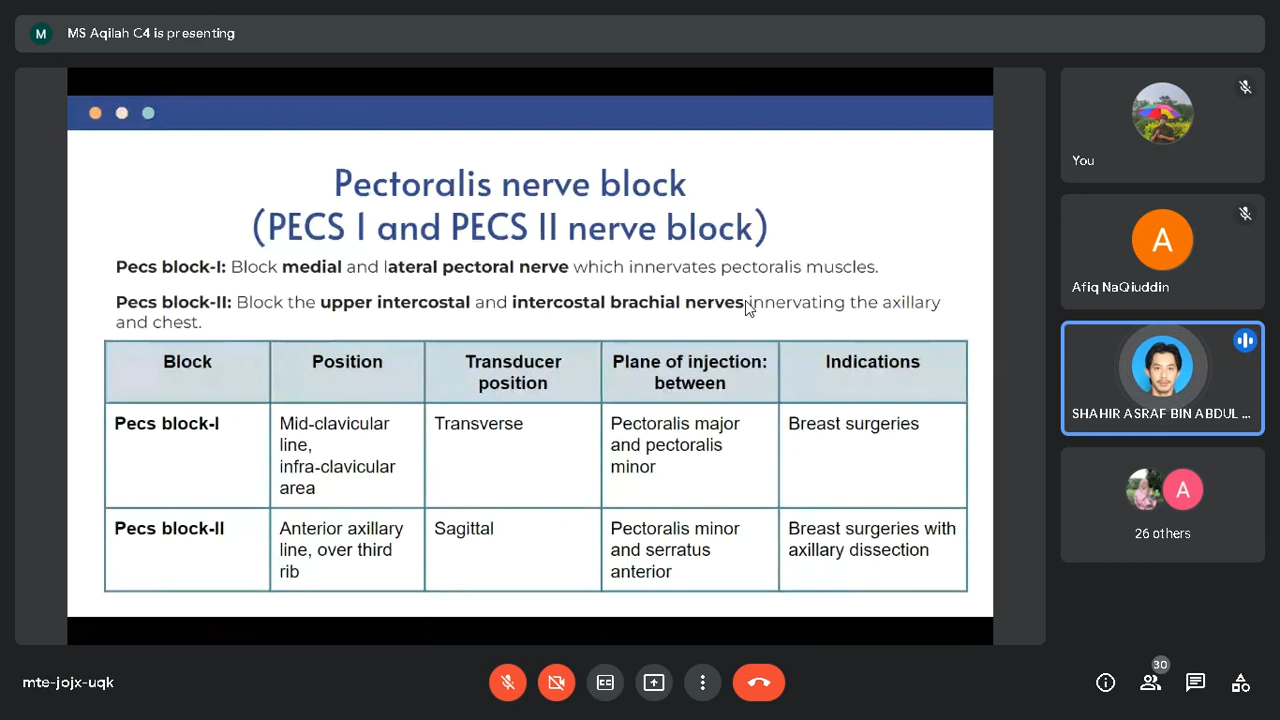 M
MS Aqilah C4 is presenting
Pectoralis nerve block
(PECS I and PECS II nerve block)
Pecs block-I: Block medial and lateral pectoral nerve which innervates pectoralis muscles.
Pecs block-II: Block the upper intercostal and intercostal brachial nerves innervating the axillary
and chest.
Block
Position
Transducer
position
Plane of injection:
between
Indications
Pecs block-I
Mid-clavicular
line,
infra-clavicular
area
Transverse
Pectoralis major
and pectoralis
minor
Breast surgeries
Pecs block-II
Anterior axillary
line, over third
rib
Sagittal
Pectoralis minor
and serratus
anterior
Breast surgeries with
axillary dissection
You
A
Afiq NaQiuddin
SHAHIR ASRAF BIN ABDUL ...
A
26 others
mte-jojx-uqk
CC
30